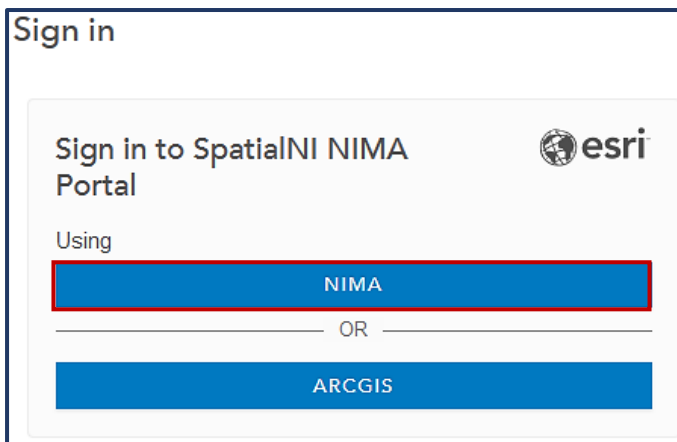 Sign in
Sign in to SpatialNI NIMA
Portal
esri
Using
NIMA
OR
ARCGIS